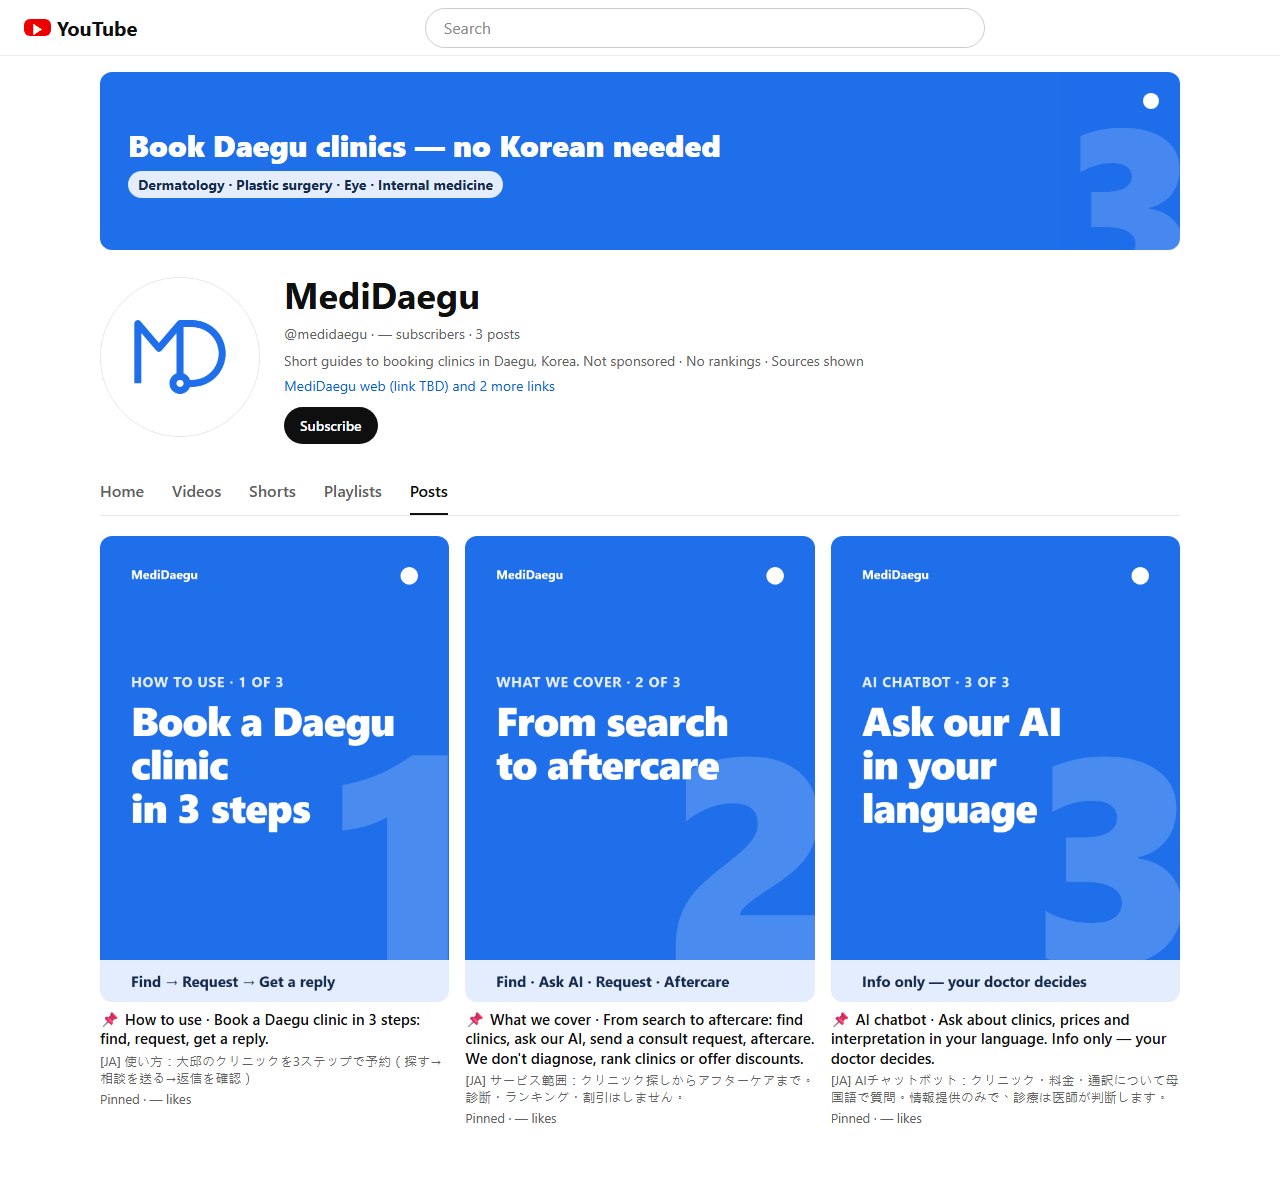 YouTube
Search
Book Daegu clinics — no Korean needed
Dermatology · Plastic surgery · Eye · Internal medicine
3
MD
MediDaegu
@medidaegu · — subscribers · 3 posts
Short guides to booking clinics in Daegu, Korea. Not sponsored · No rankings · Sources shown
MediDaegu web (link TBD) and 2 more links
Subscribe
Home Videos Shorts Playlists Posts
MediDaegu
HOW TO USE · 1 OF 3
Book a Daegu
clinic
in 3 steps
1
Find → Request → Get a reply
📌 How to use · Book a Daegu clinic in 3 steps:
find, request, get a reply.
[JA] 使い方：大邱のクリニックを3ステップで予約（探す→
相談を送る→返信を確認）
Pinned · — likes
MediDaegu
WHAT WE COVER · 2 OF 3
From search
to aftercare
2
Find · Ask AI · Request · Aftercare
📌 What we cover · From search to aftercare: find
clinics, ask our AI, send a consult request, aftercare.
We don't diagnose, rank clinics or offer discounts.
[JA] サービス範囲：クリニック探しからアフターケアまで。
診断・ランキング・割引はしません。
Pinned · — likes
MediDaegu
AI CHATBOT · 3 OF 3
Ask our AI
in your
language
3
Info only — your doctor decides
📌 AI chatbot · Ask about clinics, prices and
interpretation in your language. Info only — your
doctor decides.
[JA] AIチャットボット：クリニック・料金・通訳について母
国語で質問。情報提供のみで、診療は医師が判断します。
Pinned · — likes